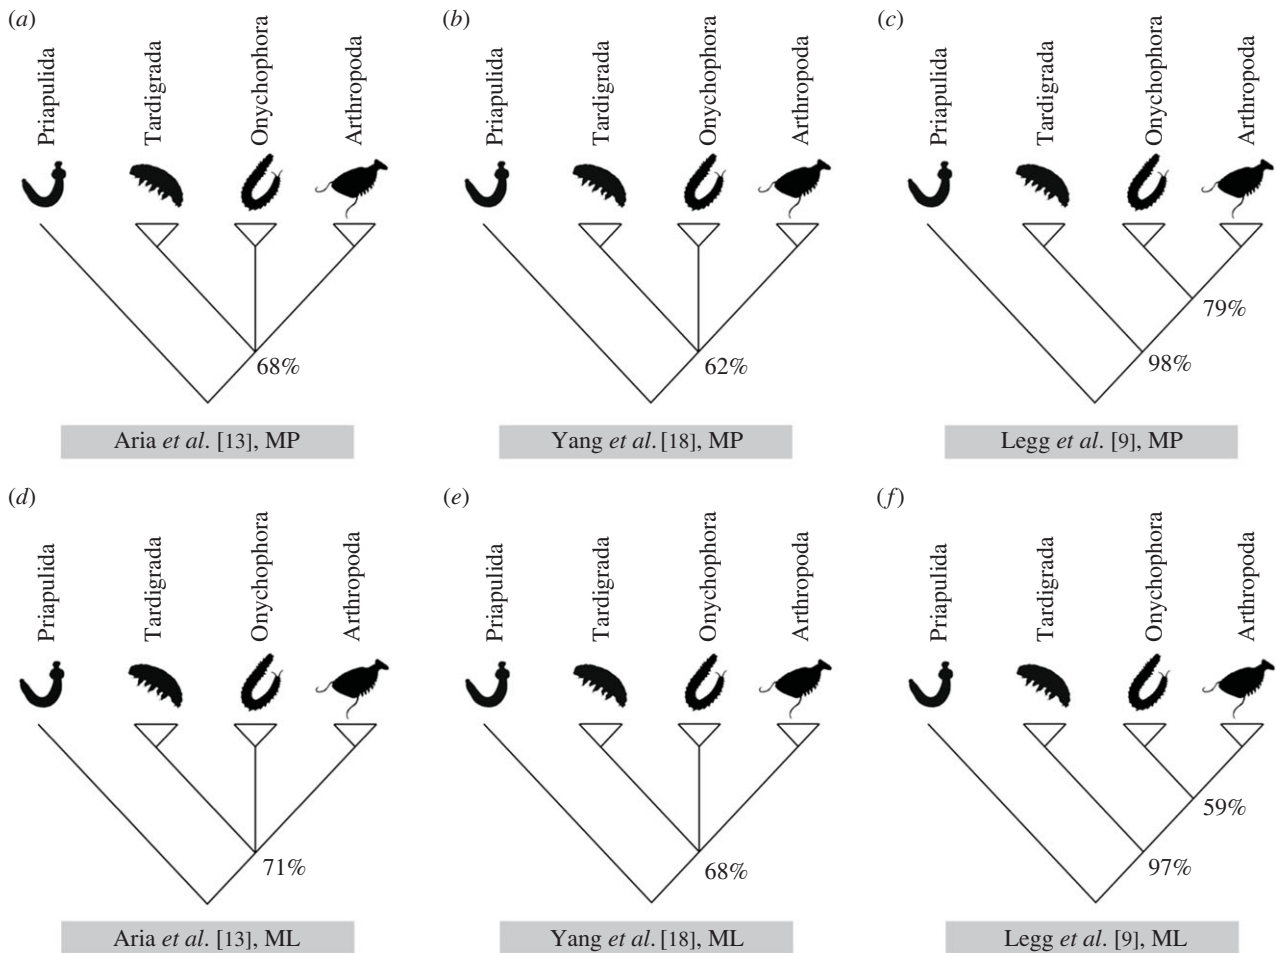 (a)
(b)
(c)
Priapulida
Tardigrada
Onychophora
Arthropoda
Priapulida
Tardigrada
Onychophora
Arthropoda
Priapulida
Tardigrada
Onychophora
Arthropoda
68%
62%
79%
98%
Aria et al. [13], MP
Yang et al. [18], MP
Legg et al. [9], MP
(d)
(e)
(f)
Priapulida
Tardigrada
Onychophora
Arthropoda
Priapulida
Tardigrada
Onychophora
Arthropoda
Priapulida
Tardigrada
Onychophora
Arthropoda
71%
68%
59%
97%
Aria et al. [13], ML
Yang et al. [18], ML
Legg et al. [9], ML